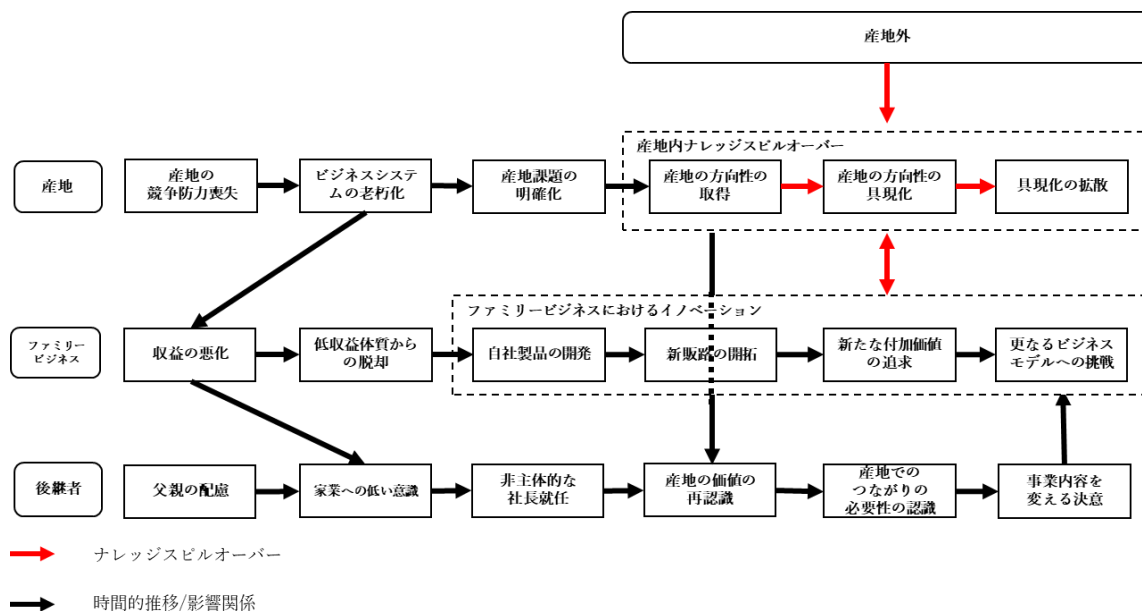 産地外
産地内ナレッジスピルオーバー
産地
産地の
競争防力喪失
ビジネスシステ
ムの老朽化
産地課題の
明確化
産地の方向性の
取得
産地の方向性の
具現化
具現化の拡散
ファミリービジネスにおけるイノベーション
ファミリー
ビジネス
収益の悪化
低収益体質から
の脱却
自社製品の開発
新販路の開拓
新たな付加価値
の追求
更なるビジネス
モデルへの挑戦
後継者
父親の配慮
家業への低い意識
非主体的な
社長就任
産地の価値の
再認識
産地での
つながりの
必要性の認識
事業内容を
変える決意
ナレッジスピルオーバー
時間的推移/影響関係